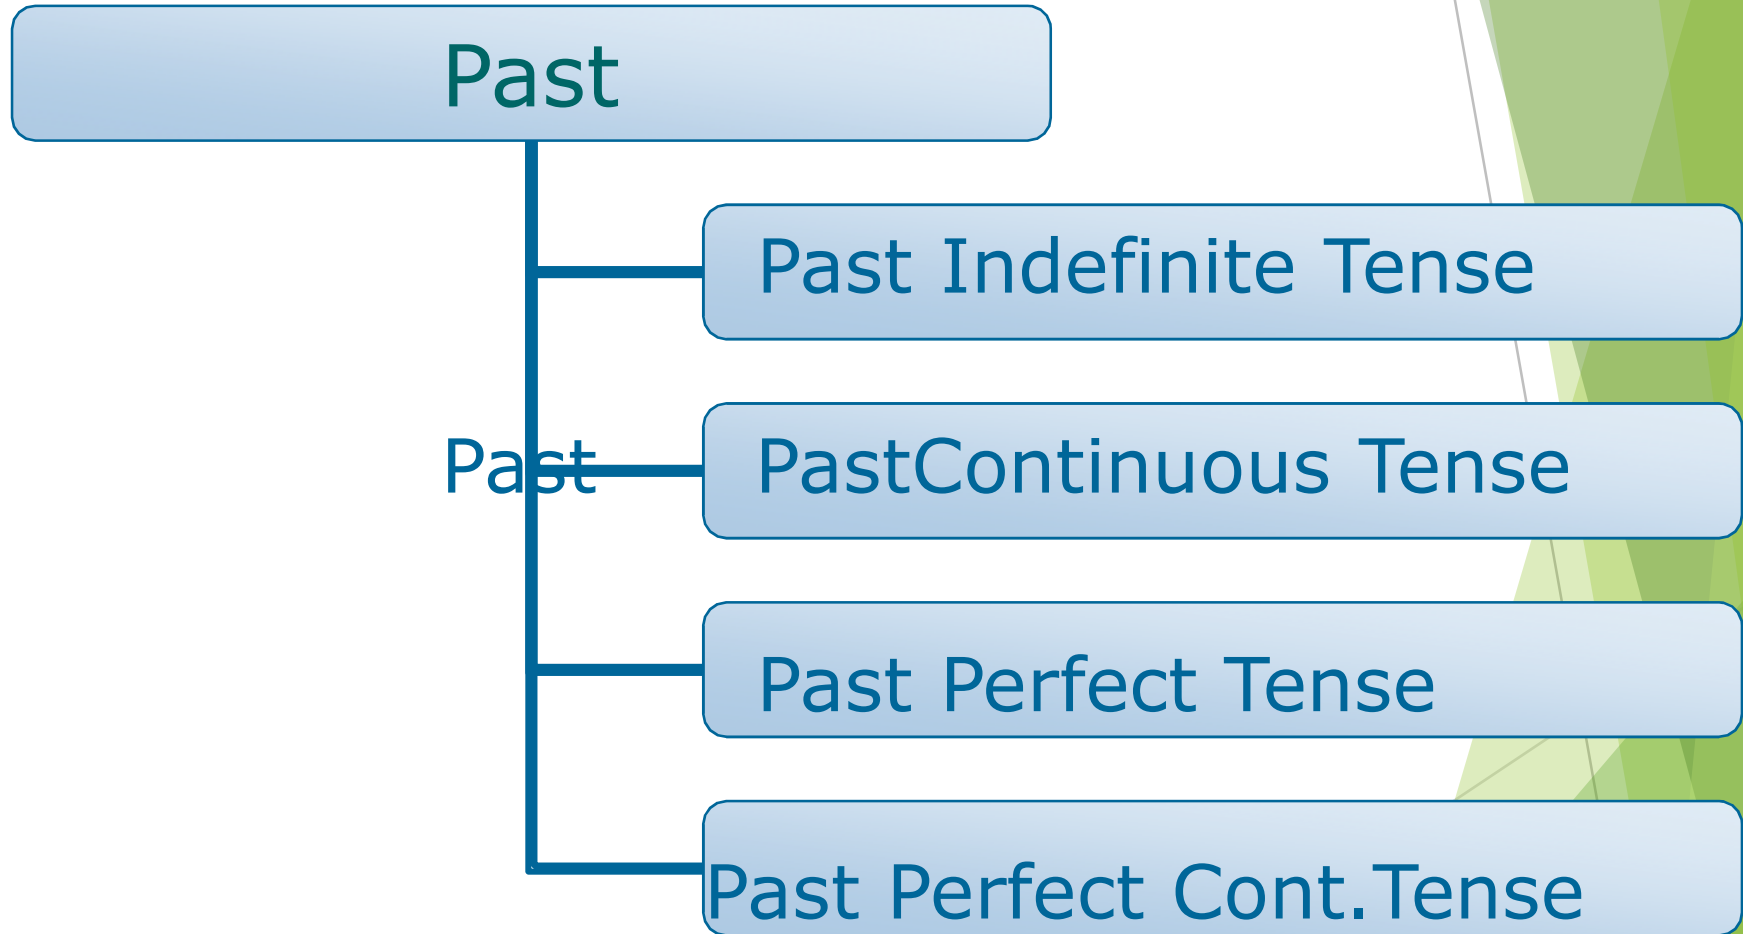 Past
Past Indefinite Tense
Past
PastContinuous Tense
Past Perfect Tense
Past Perfect Cont.Tense